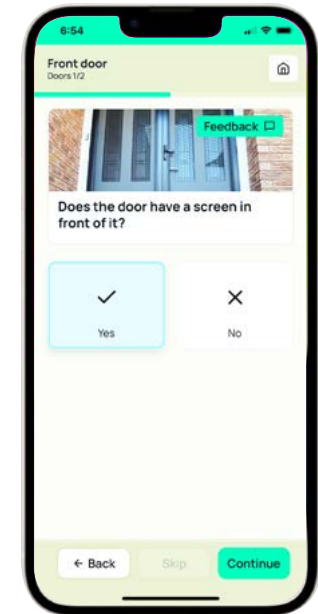 6:54
Front door
Doors 1/2
Feedback
Does the door have a screen in
front of it?
Yes
No
Back
Skip
Continue